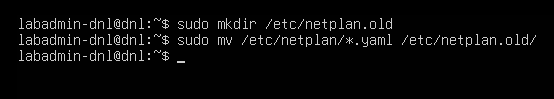 labadmin-dnl@dnl:~$ sudo mkdir /etc/netplan.old
labadmin-dnl@dnl:~$ sudo mv /etc/netplan/*.yaml /etc/netplan.old/
labadmin-dnl@dnl:~$ _